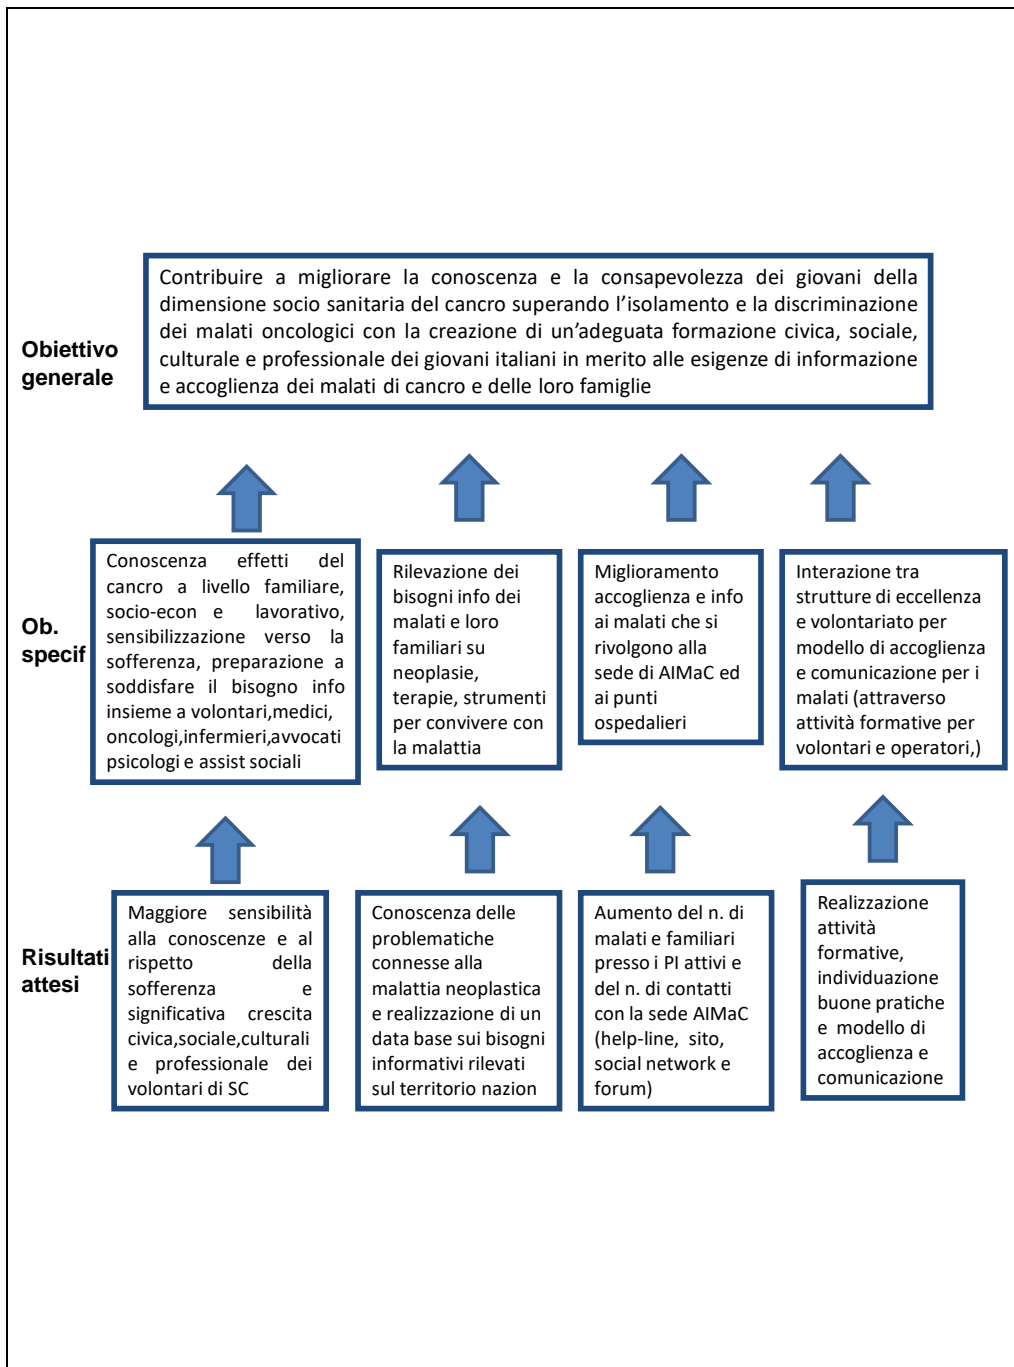 Obiettivo
generale
Contribuire a migliorare la conoscenza e la consapevolezza dei giovani della
dimensione socio sanitaria del cancro superando l'isolamento e la discriminazione
dei malati oncologici con la creazione di un'adeguata formazione civica, sociale,
culturale e professionale dei giovani italiani in merito alle esigenze di informazione
e accoglienza dei malati di cancro e delle loro famiglie
Ob.
specif
Conoscenza effetti del
cancro a livello familiare,
socio-econ e lavorativo,
sensibilizzazione verso la
sofferenza, preparazione a
soddisfare il bisogno info
insieme a volontari,medici,
oncologi,infermieri,avvocati
psicologi e assist sociali
Rilevazione dei
bisogni info dei
malati e loro
familiari su
neoplasie,
terapie, strumenti
per convivere con
la malattia
Miglioramento
accoglienza e info
ai malati che si
rivolgono alla
sede di AIMaC ed
ai punti
ospedalieri
Interazione tra
strutture di eccellenza
e volontariato per
modello di accoglienza
e comunicazione per i
malati (attraverso
attività formative per
volontari e operatori,)
Risultati
attesi
Maggiore sensibilità
alla conoscenze e al
rispetto della
sofferenza e
significativa crescita
civica,sociale,culturali
e professionale dei
volontari di SC
Conoscenza delle
problematiche
connesse alla
malattia neoplastica
e realizzazione di un
data base sui bisogni
informativi rilevati
sul territorio nazion
Aumento del n. di
malati e familiari
presso i PI attivi e
del n. di contatti
con la sede AIMaC
(help-line, sito,
social network e
forum)
Realizzazione
attività
formative,
individuazione
buone pratiche
e modello di
accoglienza e
comunicazione